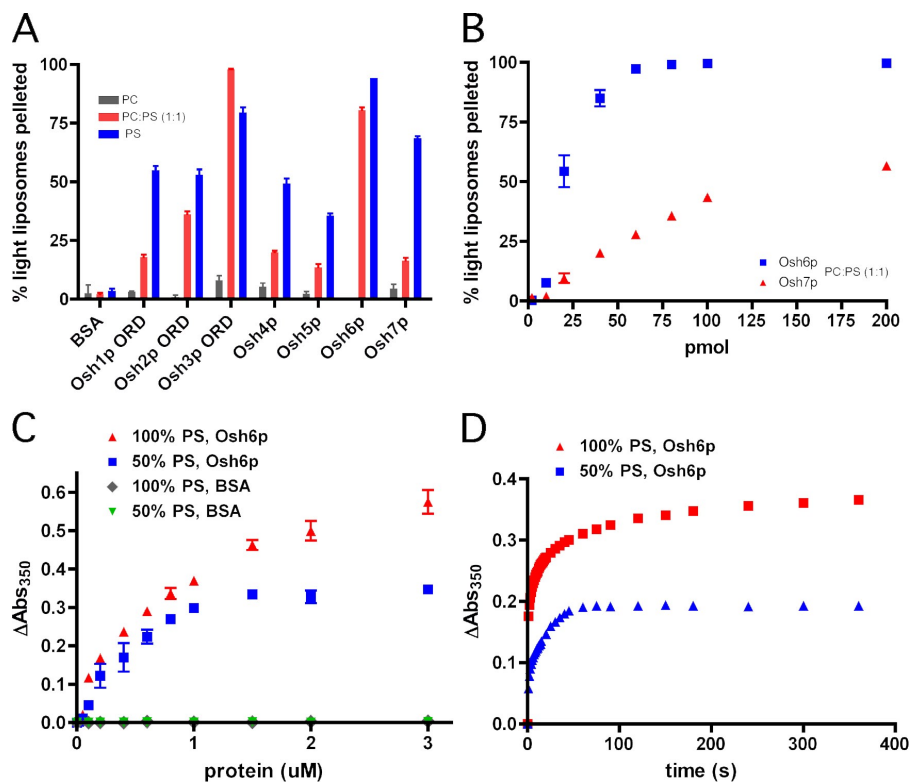 A
% light liposomes pelleted
100
75
50
25
0
PC
PC:PS (1:1)
PS
BSA
Osh1p ORD
Osh2p ORD
Osh3p ORD
Osh4p
Osh5p
Osh6p
Osh7p
B
% light liposomes pelleted
100
75
50
25
0
Osh6p
Osh7p
PC:PS (1:1)
0 25 50 75 100 125 150 175 200
pmol
C
100% PS, Osh6p
50% PS, Osh6p
100% PS, BSA
50% PS, BSA
ΔAbs350
0.6
0.5
0.4
0.3
0.2
0.1
0.0
0 1 2 3
protein (uM)
D
100% PS, Osh6p
50% PS, Osh6p
ΔAbs350
0.4
0.3
0.2
0.1
0.0
0 100 200 300 400
time (s)